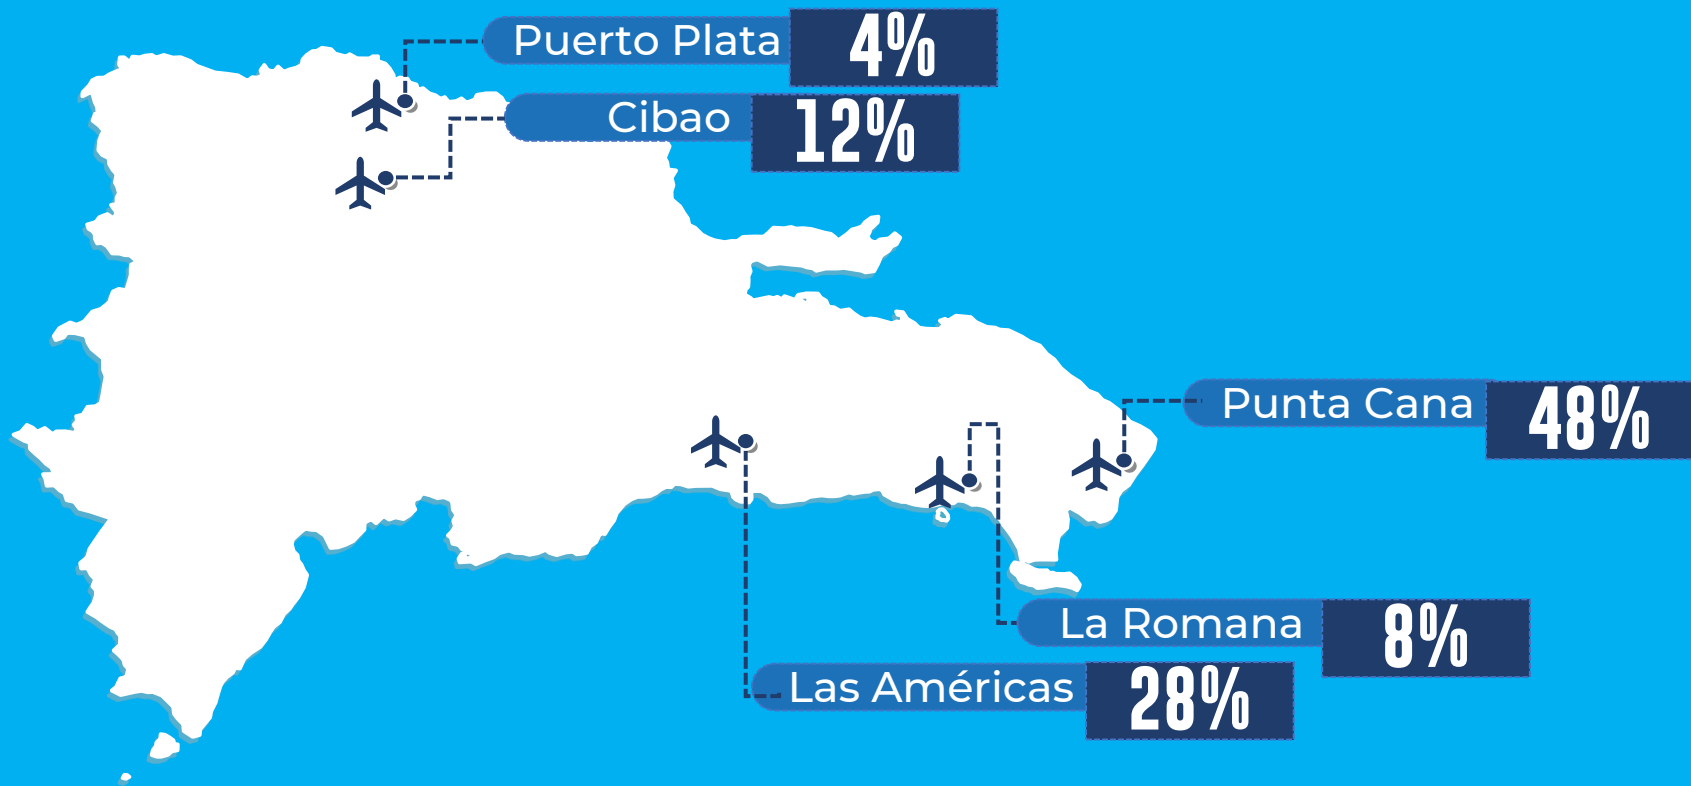 Puerto Plata 4%
Cibao 12%
Punta Cana 48%
La Romana 8%
Las Américas 28%